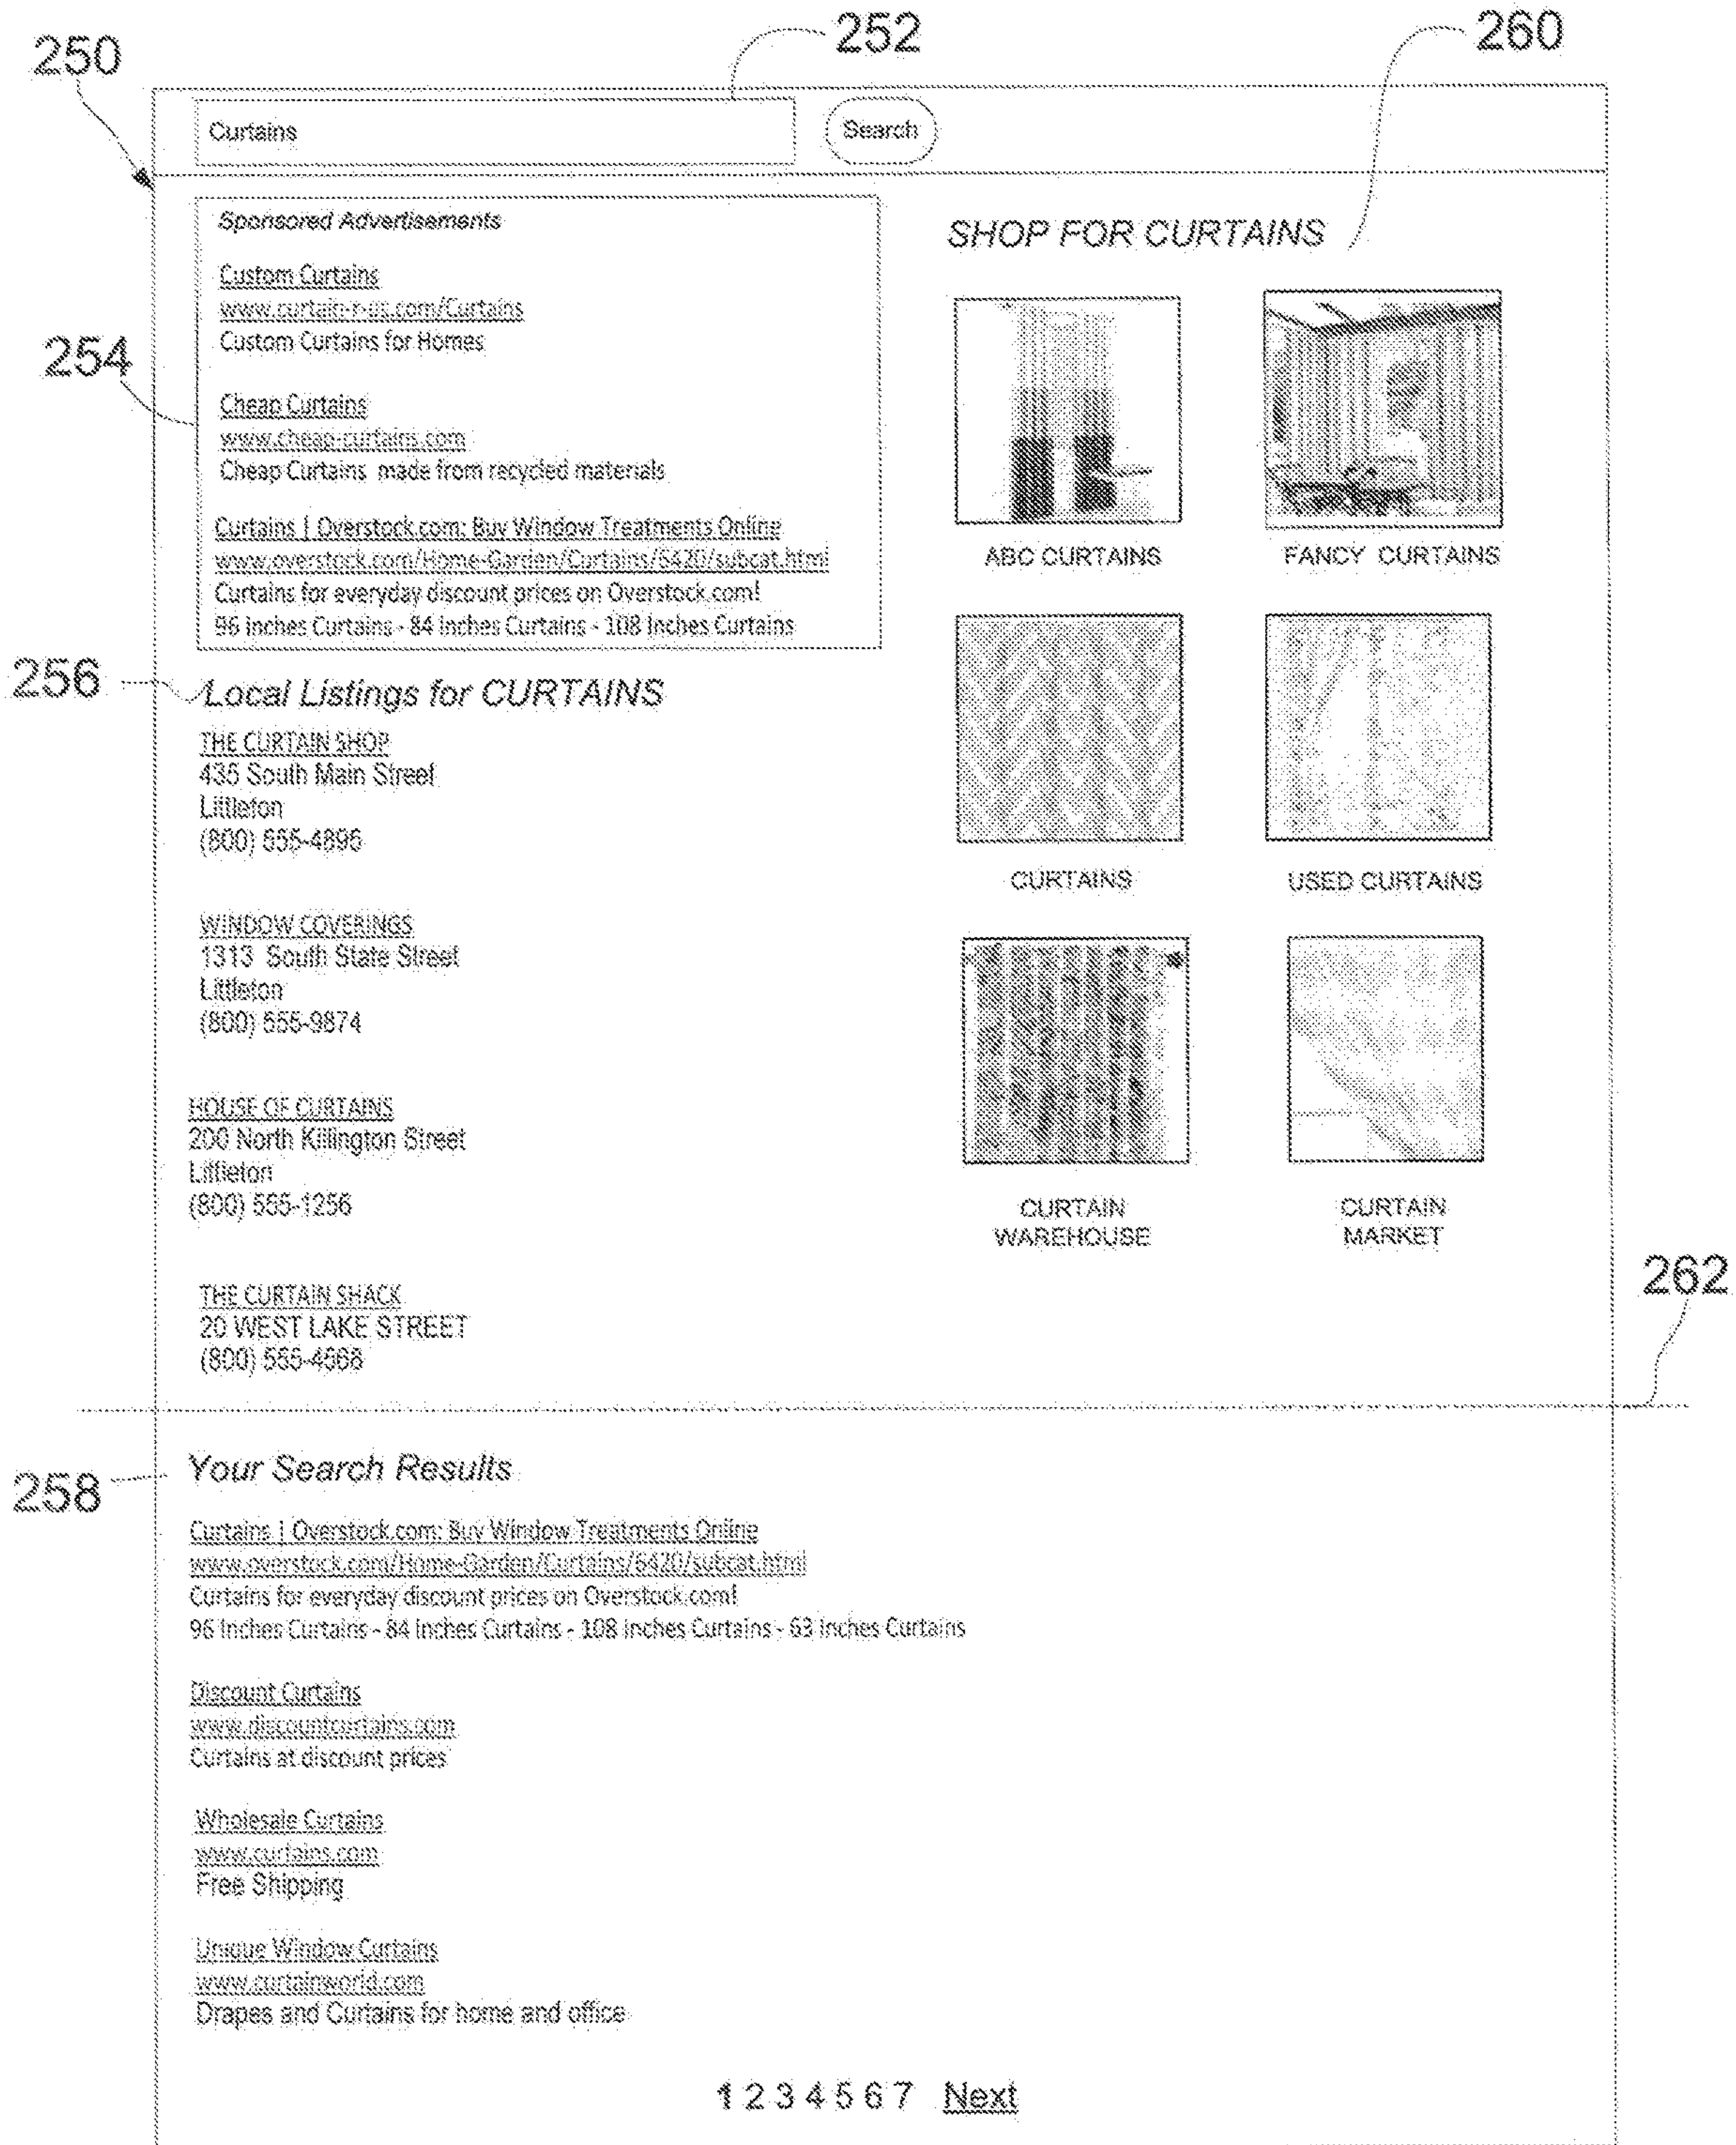 250
252
260
Curtains
Search
Sponsored Advertisements
Custom Curtains
www.curtain-r-us.com/Curtains
Custom Curtains for Homes
254
Cheap Curtains
www.cheap-curtains.com
Cheap Curtains made from recycled materials
Curtains | Overstock.com: Buy Window Treatments Online
www.overstock.com/Home-Garden/Curtains/6420/subcat.html
Curtains for everyday discount prices on Overstock.com!
96 Inches Curtains - 84 Inches Curtains - 108 Inches Curtains
SHOP FOR CURTAINS
ABC CURTAINS
FANCY CURTAINS
CURTAINS
USED CURTAINS
CURTAIN
WAREHOUSE
CURTAIN
MARKET
256
Local Listings for CURTAINS
THE CURTAIN SHOP
435 South Main Street
Littleton
(800) 555-4896
WINDOW COVERINGS
1313 South State Street
Littleton
(800) 555-9874
HOUSE OF CURTAINS
200 North Killington Street
Littleton
(800) 555-1256
THE CURTAIN SHACK
20 WEST LAKE STREET
(800) 555-4568
262
258
Your Search Results
Curtains | Overstock.com: Buy Window Treatments Online
www.overstock.com/Home-Garden/Curtains/6420/subcat.html
Curtains for everyday discount prices on Overstock.com!
96 Inches Curtains - 84 Inches Curtains - 108 Inches Curtains - 63 Inches Curtains
Discount Curtains
www.discountcurtains.com
Curtains at discount prices
Wholesale Curtains
www.curtains.com
Free Shipping
Unique Window Curtains
www.curtainworld.com
Drapes and Curtains for home and office
1 2 3 4 5 6 7 Next